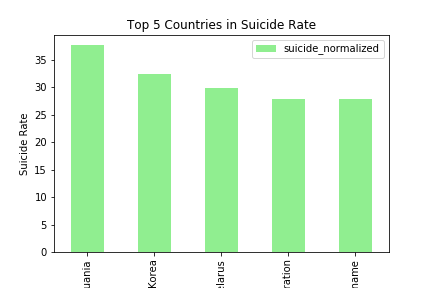 Top 5 Countries in Suicide Rate
suicide_normalized
Suicide Rate
35
30
25
20
15
10
5
0
uania
Korea
elarus
ration
name